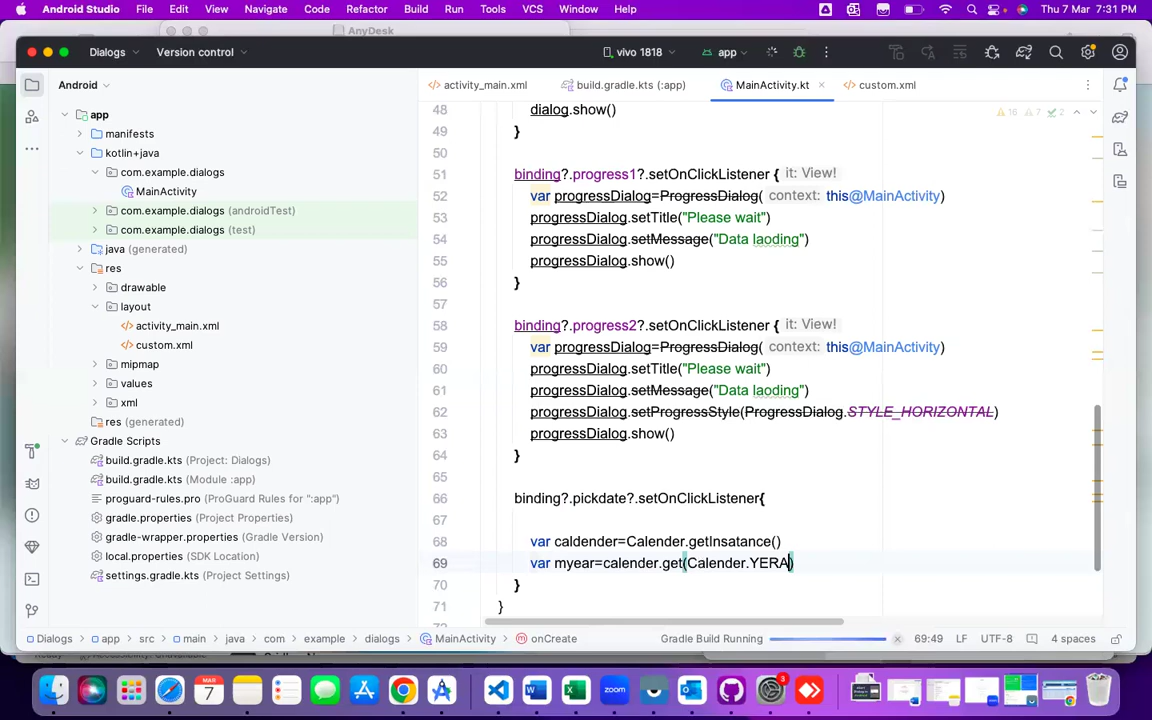 Android Studio File Edit View Navigate Code Refactor Build Run Tools VCS Window Help Thu 7 Mar 7:31 PM
AnyDesk
Dialogs Version control vivo 1818 app
Android activity_main.xml build.gradle.kts (:app) MainActivity.kt custom.xml
app
manifests
kotlin+java
com.example.dialogs
MainActivity
com.example.dialogs (androidTest)
com.example.dialogs (test)
java (generated)
res
drawable
layout
activity_main.xml
custom.xml
mipmap
values
xml
res (generated)
Gradle Scripts
build.gradle.kts (Project: Dialogs)
build.gradle.kts (Module :app)
proguard-rules.pro (ProGuard Rules for ":app")
gradle.properties (Project Properties)
gradle-wrapper.properties (Gradle Version)
local.properties (SDK Location)
settings.gradle.kts (Project Settings)
16 7 2
48 dialog.show()
49 }
50
51 binding?.progress1?.setOnClickListener { it: View!
52 var progressDialog=ProgressDialog( context: this@MainActivity)
53 progressDialog.setTitle("Please wait")
54 progressDialog.setMessage("Data laoding")
55 progressDialog.show()
56 }
57
58 binding?.progress2?.setOnClickListener { it: View!
59 var progressDialog=ProgressDialog( context: this@MainActivity)
60 progressDialog.setTitle("Please wait")
61 progressDialog.setMessage("Data laoding")
62 progressDialog.setProgressStyle(ProgressDialog.STYLE_HORIZONTAL)
63 progressDialog.show()
64 }
65
66 binding?.pickdate?.setOnClickListener{
67
68 var caldender=Calender.getInsatance()
69 var myear=calender.get(Calender.YERA)
70 }
71 }
Dialogs app src main java com example dialogs MainActivity onCreate Gradle Build Running 69:49 LF UTF-8 4 spaces
MAR
7
zoom
3